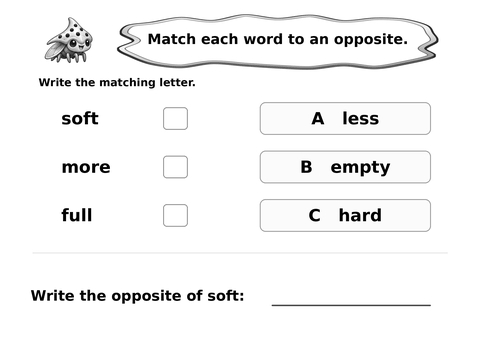 Match each word to an opposite.
Write the matching letter.
soft A less
more B empty
full C hard
Write the opposite of soft: